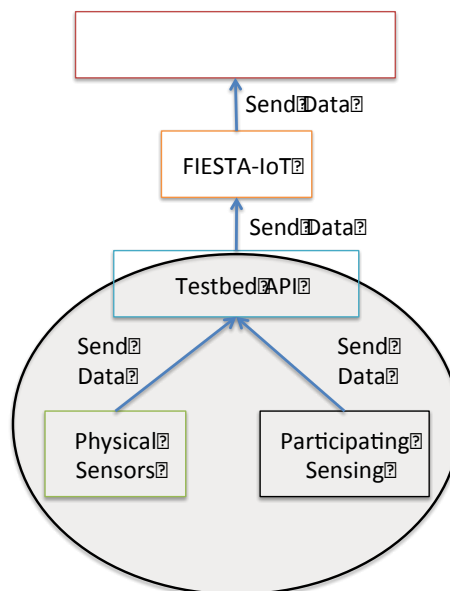 Send Data
FIESTA-IoT
Send Data
Testbed API
Send
Data
Send
Data
Physical
Sensors
Participating
Sensing